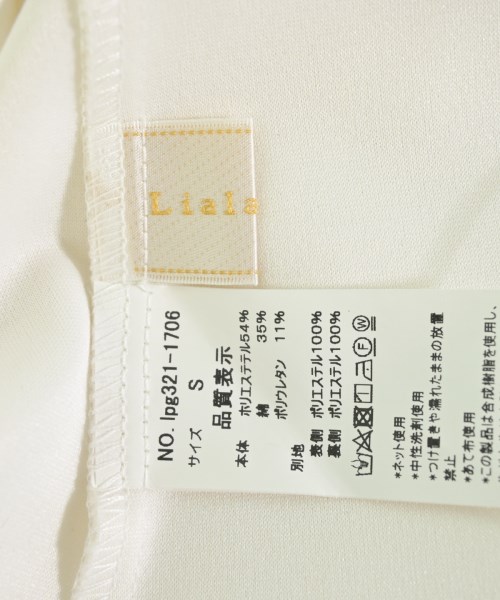 Liala
NO. lpg321-1706
サイズ S
品質表示
本体 ポリエステテル54%
綿 35%
ポリウレタン 11%
別地
表側 ポリエステル100%
裏側 ポリエステル100%
*ネット使用
*中性洗剤使用
*つけ置きや濡れたままの放置
禁止
*あて布使用
*この製品は合成樹脂を使用し